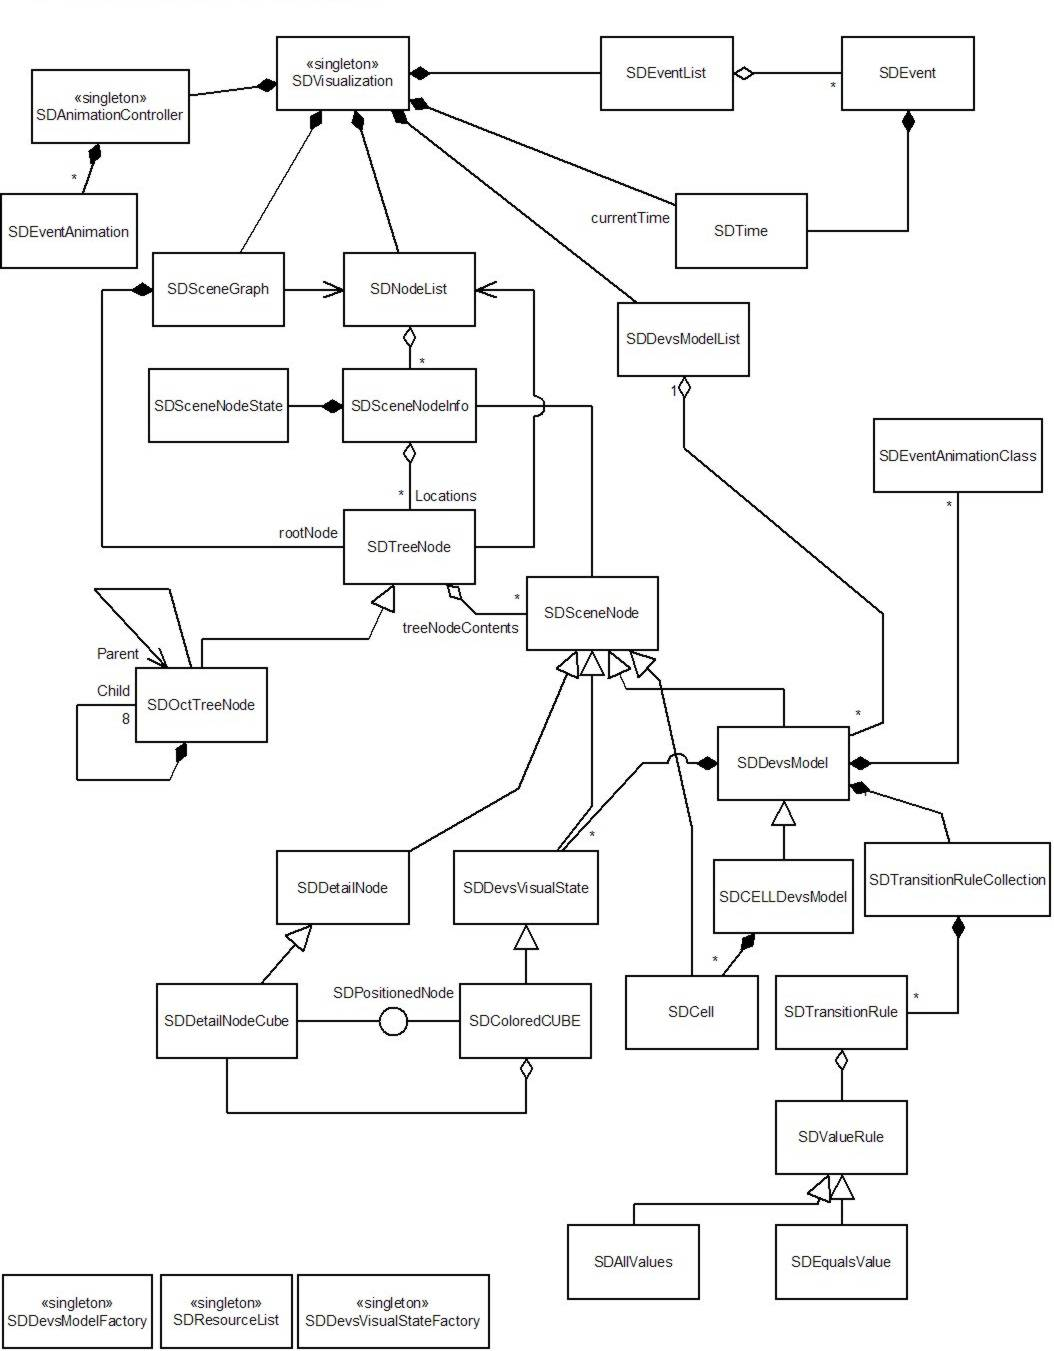 «singleton»
SDVisualization
SDEventList
*
SDEvent
«singleton»
SDAnimationController
*
SDEventAnimation
currentTime
SDTime
SDSceneGraph
SDNodeList
*
SDDevsModelList
1
SDSceneNodeState
SDSceneNodeInfo
* Locations
SDEventAnimationClass
*
rootNode
SDTreeNode
*
treeNodeContents
SDSceneNode
Parent
Child
8
SDOctTreeNode
*
SDDevsModel
*
SDDetailNode
SDDevsVisualState
SDCELLDevsModel
SDTransitionRuleCollection
*
SDPositionedNode
SDDetailNodeCube
SDColoredCUBE
SDCell
SDTransitionRule
*
SDValueRule
SDAllValues
SDEqualsValue
«singleton»
SDDevsModelFactory
«singleton»
SDResourceList
«singleton»
SDDevsVisualStateFactory